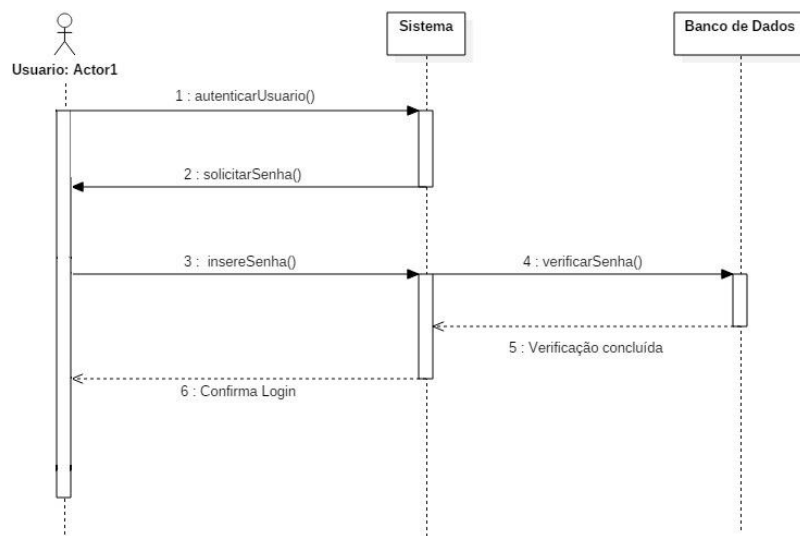 Sistema
Banco de Dados
Usuario: Actor1
1 : autenticarUsuario()
2 : solicitarSenha()
3 : insereSenha()
4 : verificarSenha()
5 : Verificação concluída
6 : Confirma Login